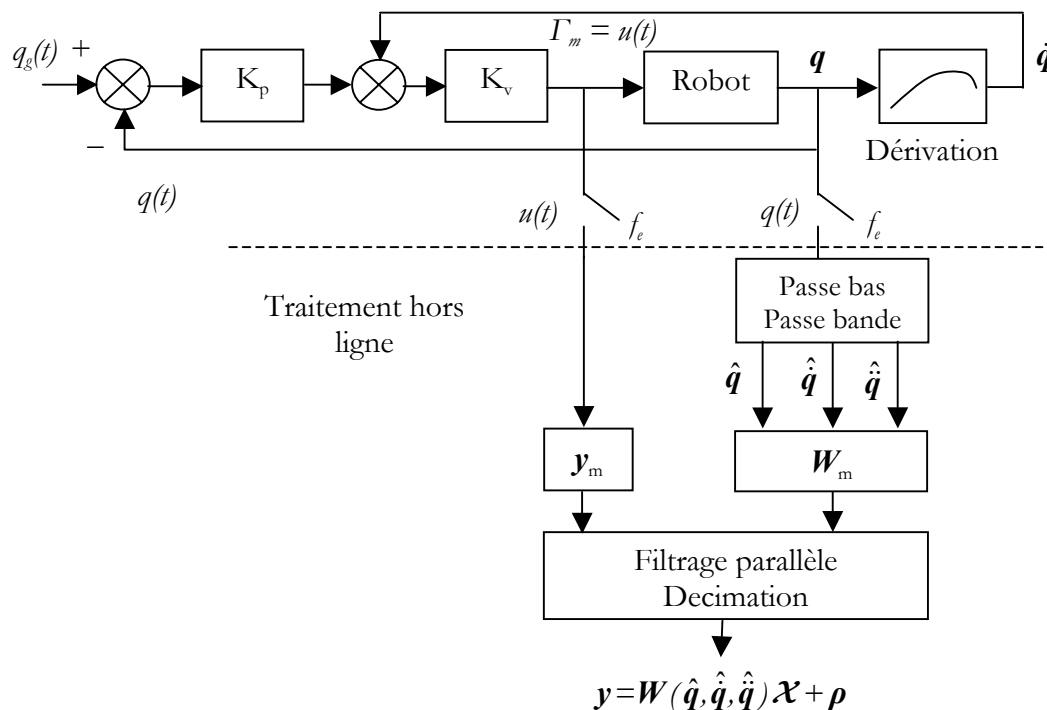 Γm = u(t)
qg(t) +
Kp
Kv
Robot
q
q̇
−
Dérivation
q(t)
u(t)
fe
q(t)
fe
Traitement hors
ligne
Passe bas
Passe bande
q̂
q̇̂
q̈̂
ym
Wm
Filtrage parallèle
Decimation
y=W(q̂,q̇̂,q̈̂)X+ρ